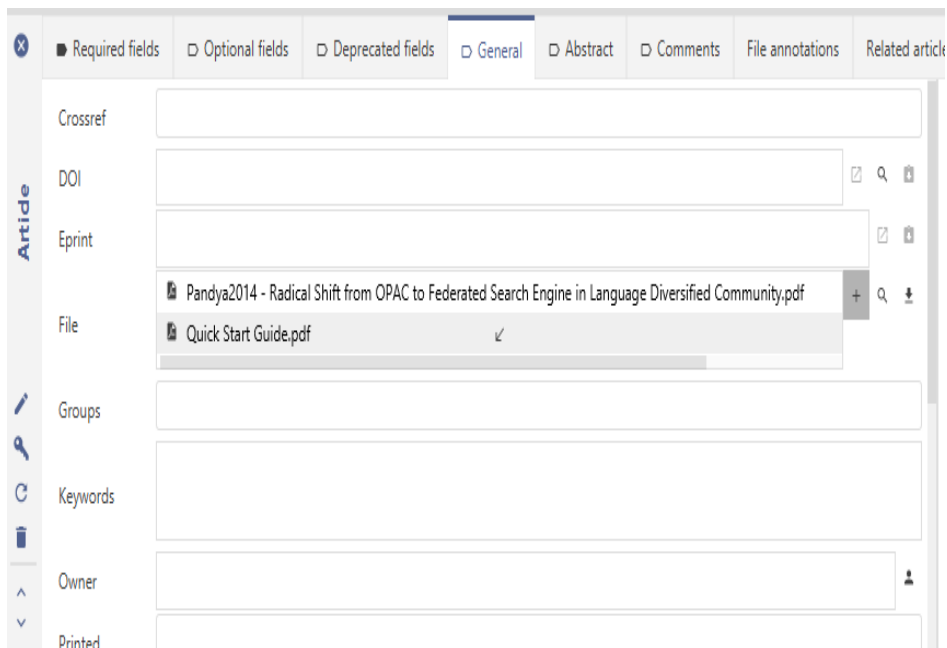 Required fields
Optional fields
Deprecated fields
General
Abstract
Comments
File annotations
Related article
Article
Crossref
DOI
Eprint
File
Pandya2014 - Radical Shift from OPAC to Federated Search Engine in Language Diversified Community.pdf
Quick Start Guide.pdf
Groups
Keywords
Owner
Printed